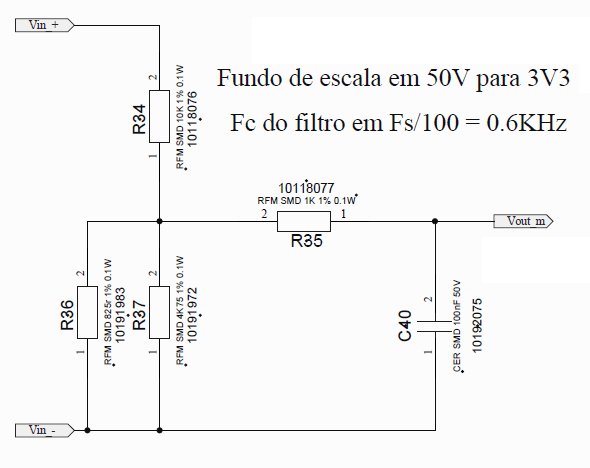 Vin_+
Fundo de escala em 50V para 3V3
Fc do filtro em Fs/100 = 0.6KHz
2
R34
RFM SMD 10K 1% 0.1W
10118076
1
10118077
RFM SMD 1K 1% 0.1W
2
1
R35
Vout_m
2
R36
RFM SMD 825r 1% 0.1W
10191983
1
2
R37
RFM SMD 4K75 1% 0.1W
10191972
1
2
C40
CER SMD 100nF 50V
10192075
1
Vin_-